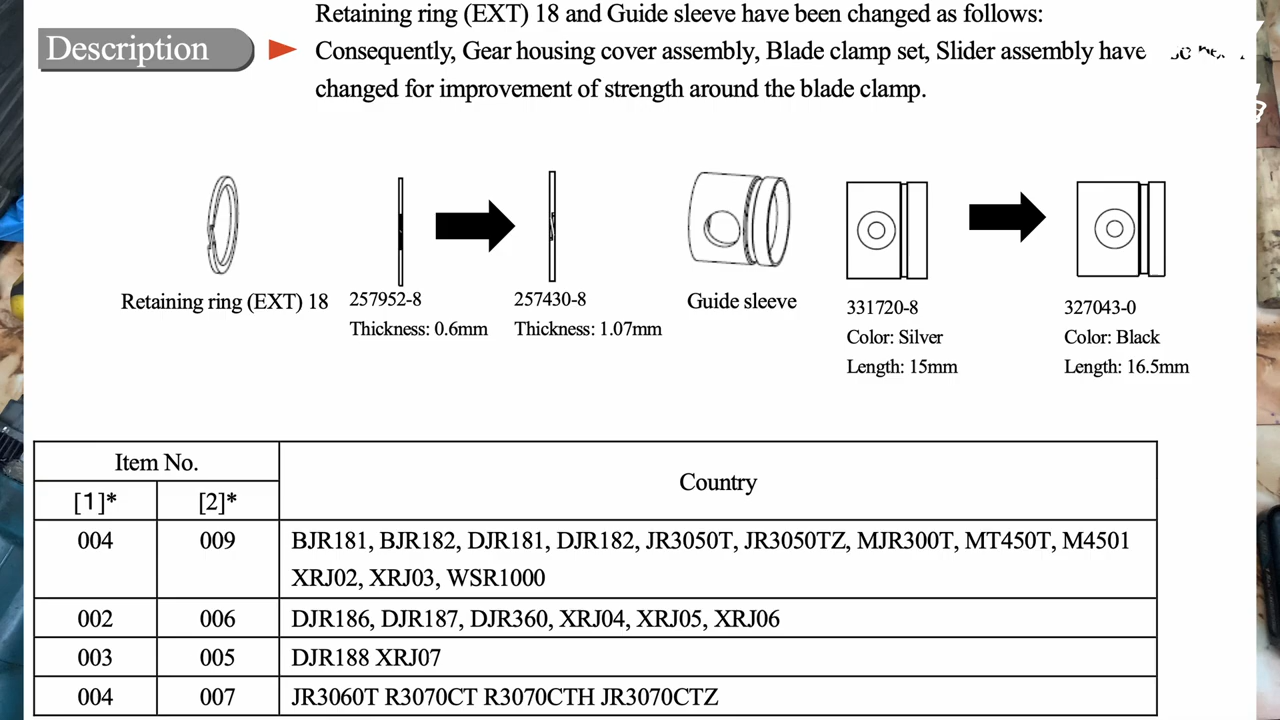 Retaining ring (EXT) 18 and Guide sleeve have been changed as follows:
Description
Consequently, Gear housing cover assembly, Blade clamp set, Slider assembly have
changed for improvement of strength around the blade clamp.
Retaining ring (EXT) 18
257952-8
Thickness: 0.6mm
257430-8
Thickness: 1.07mm
Guide sleeve
331720-8
Color: Silver
Length: 15mm
327043-0
Color: Black
Length: 16.5mm
Item No.
Country
[1]* [2]*
004 009 BJR181, BJR182, DJR181, DJR182, JR3050T, JR3050TZ, MJR300T, MT450T, M4501
XRJ02, XRJ03, WSR1000
002 006 DJR186, DJR187, DJR360, XRJ04, XRJ05, XRJ06
003 005 DJR188 XRJ07
004 007 JR3060T R3070CT R3070CTH JR3070CTZ